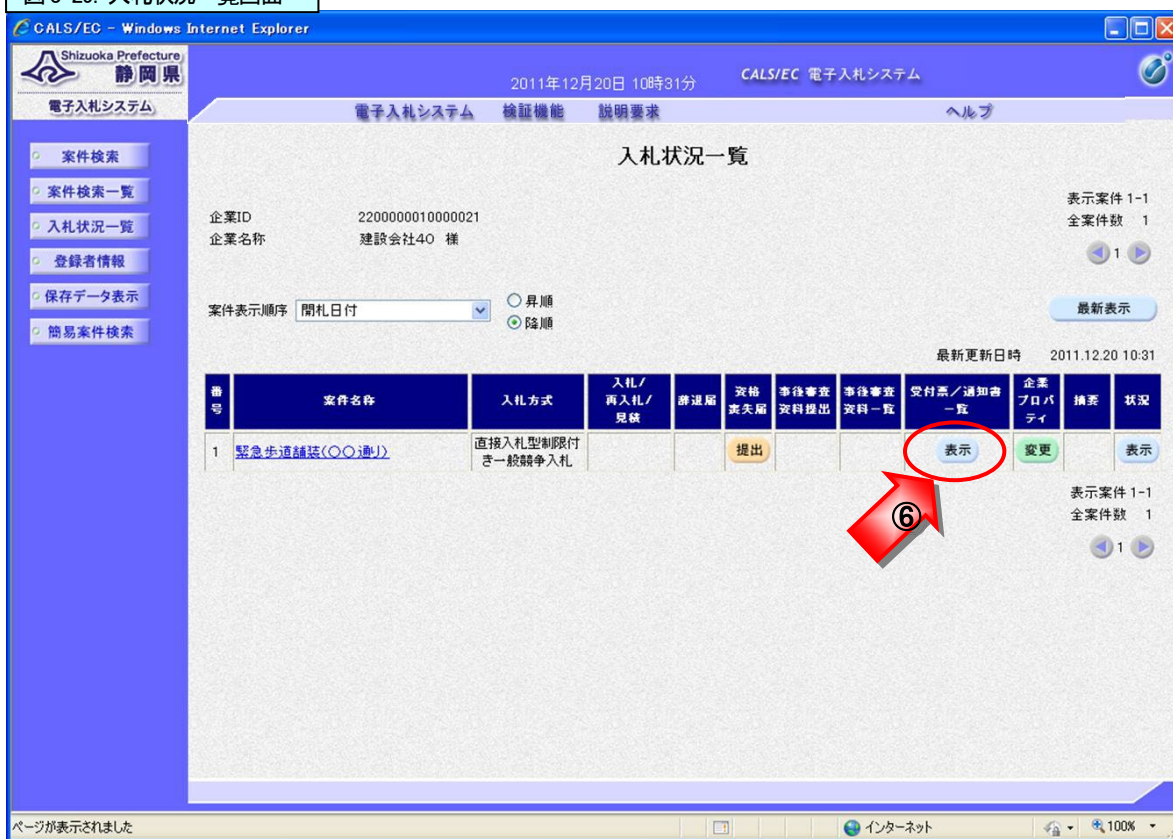 図 3-29. 入札状況一覧画面
CALS/EC - Windows Internet Explorer
Shizuoka Prefecture
静岡県
電子入札システム
2011年12月20日 10時31分
CALS/EC 電子入札システム
電子入札システム 検証機能 説明要求 ヘルプ
案件検索
案件検索一覧
入札状況一覧
登録者情報
保存データ表示
簡易案件検索
入札状況一覧
表示案件 1-1
全案件数 1
1
企業ID 2200000010000021
企業名称 建設会社40 様
案件表示順序 開札日付
昇順
降順
最新表示
最新更新日時 2011.12.20 10:31
番号 案件名称 入札方式 入札/再入札/見積 辞退届 資格喪失届 事後審査資料提出 事後審査資料一覧 受付票/通知書一覧 企業プロパティ 摘要 状況
1 緊急歩道舗装(〇〇通り) 直接入札型制限付き一般競争入札 提出 表示 変更 表示
⑥
表示案件 1-1
全案件数 1
1
ページが表示されました
インターネット
100%